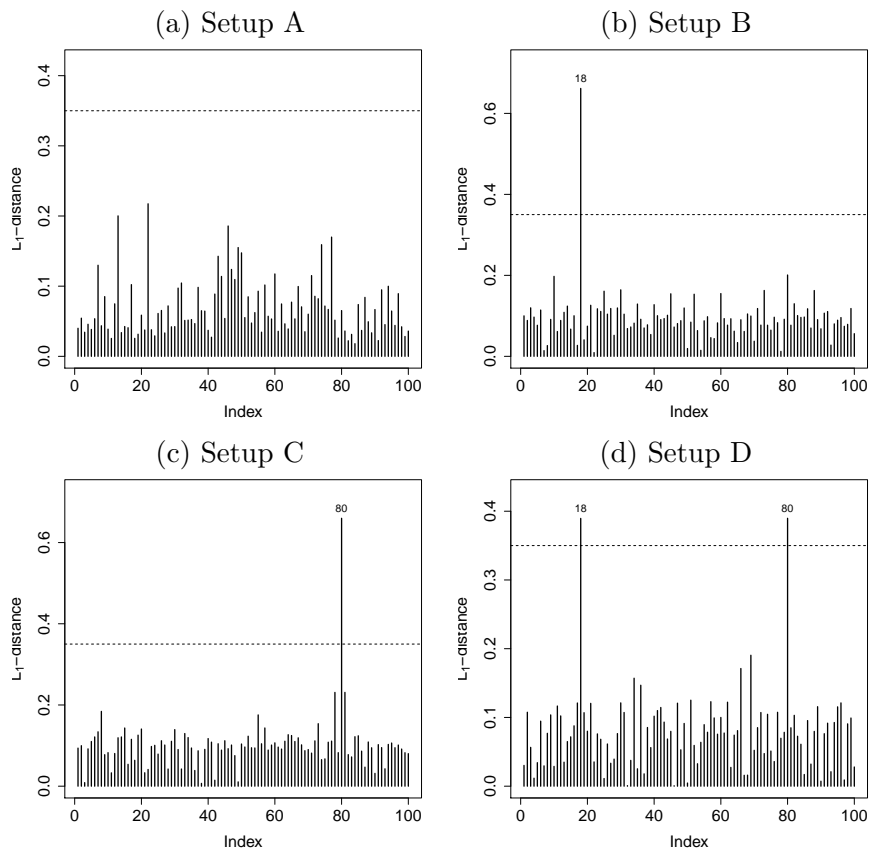 (a) Setup A
(b) Setup B
L1−distance
0.0 0.1 0.2 0.3 0.4
0 20 40 60 80 100
Index
L1−distance
0.0 0.2 0.4 0.6
18
0 20 40 60 80 100
Index
(c) Setup C
(d) Setup D
L1−distance
0.0 0.2 0.4 0.6
80
0 20 40 60 80 100
Index
L1−distance
0.0 0.1 0.2 0.3 0.4
18 80
0 20 40 60 80 100
Index